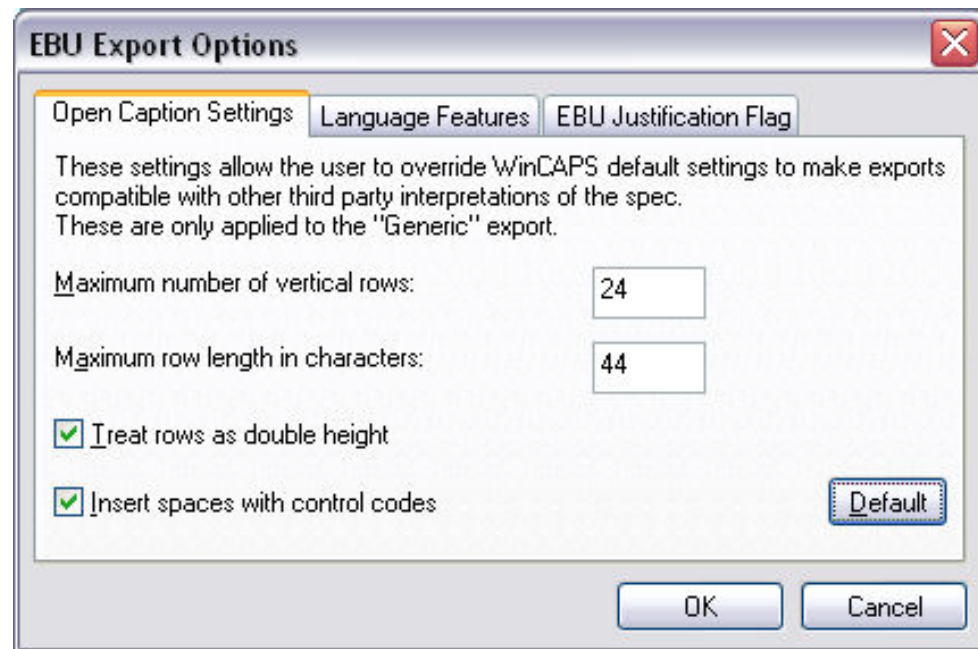 EBU Export Options
Open Caption Settings Language Features EBU Justification Flag
These settings allow the user to override WinCAPS default settings to make exports
compatible with other third party interpretations of the spec.
These are only applied to the "Generic" export.
Maximum number of vertical rows: 24
Maximum row length in characters: 44
Treat rows as double height
Insert spaces with control codes Default
OK Cancel